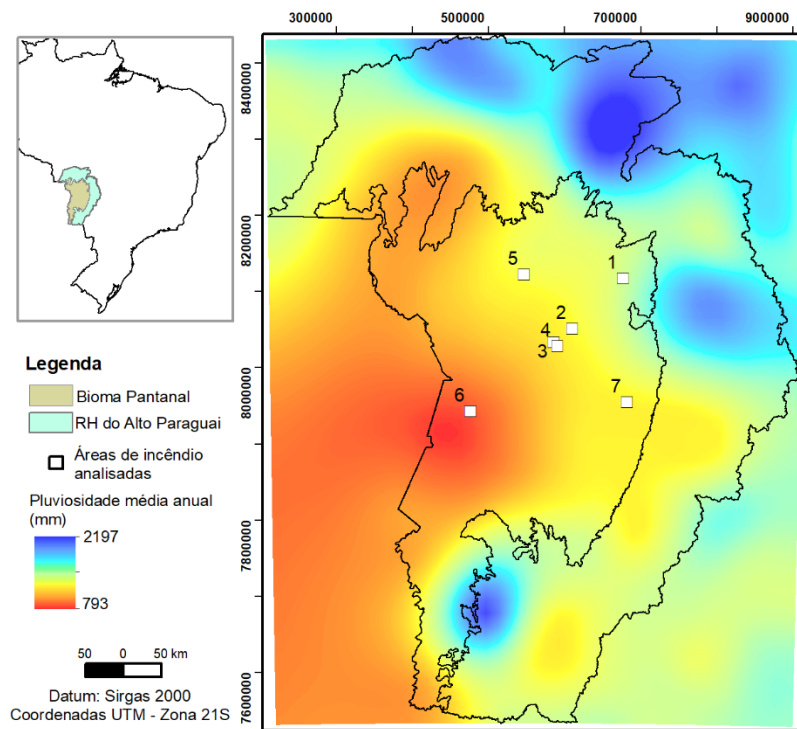 300000 500000 700000 900000
8400000
8200000
8000000
7800000
7600000
5
1
2
4
3
6
7
Legenda
Bioma Pantanal
RH do Alto Paraguai
Áreas de incêndio
analisadas
Pluviosidade média anual
(mm)
2197
793
50 0 50 km
Datum: Sirgas 2000
Coordenadas UTM - Zona 21S